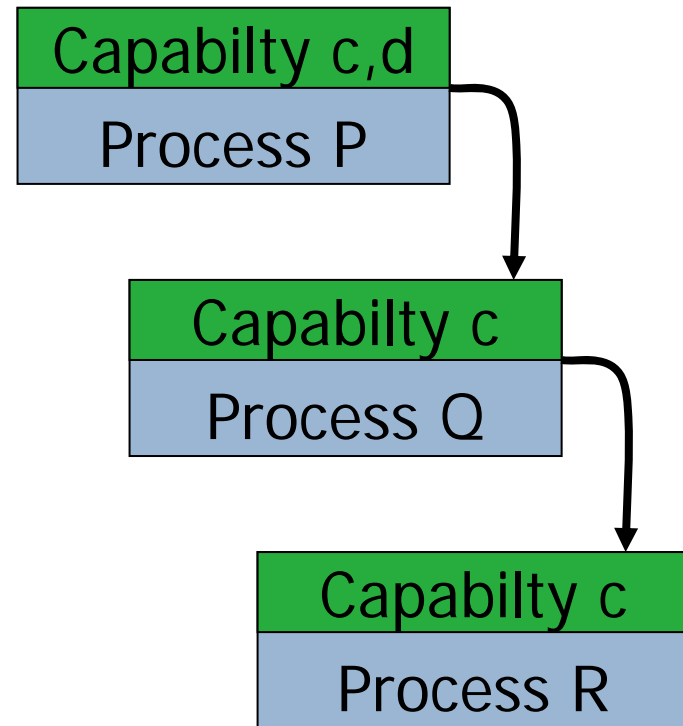 Capabilty c,d
Process P
Capabilty c
Process Q
Capabilty c
Process R